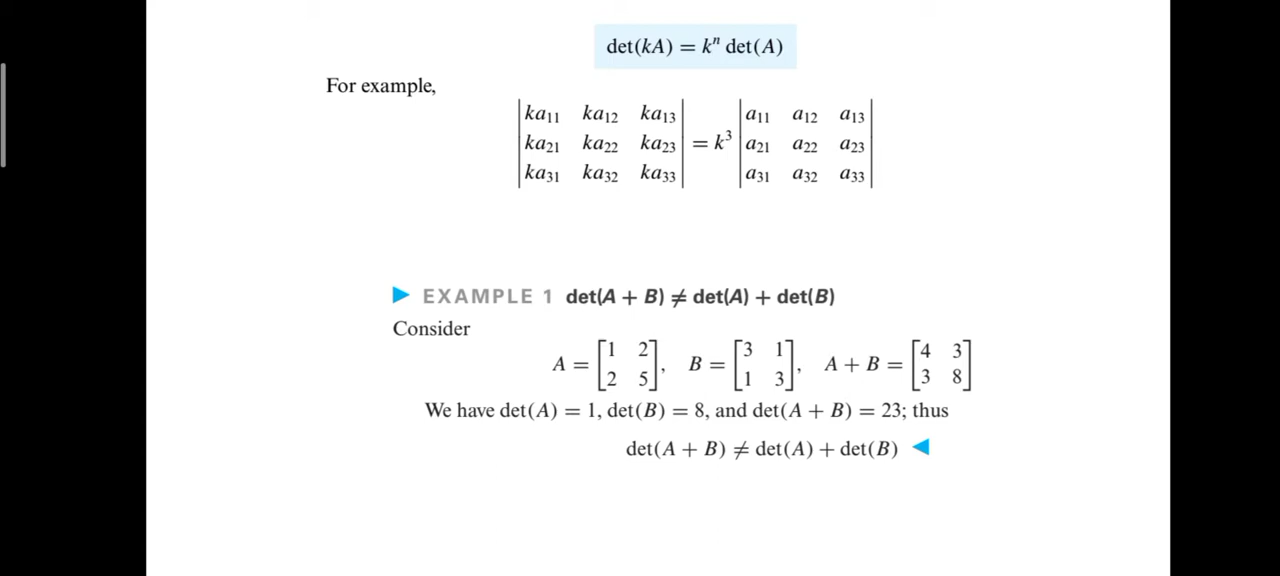 det(kA) = kⁿ det(A)
For example,
|ka₁₁ ka₁₂ ka₁₃|
|ka₂₁ ka₂₂ ka₂₃| = k³ |a₁₁ a₁₂ a₁₃|
|ka₃₁ ka₃₂ ka₃₃| |a₂₁ a₂₂ a₂₃|
|a₃₁ a₃₂ a₃₃|
▶ EXAMPLE 1 det(A + B) ≠ det(A) + det(B)
Consider
A = [1 2; 2 5], B = [3 1; 1 3], A + B = [4 3; 3 8]
We have det(A) = 1, det(B) = 8, and det(A + B) = 23; thus
det(A + B) ≠ det(A) + det(B) ◀